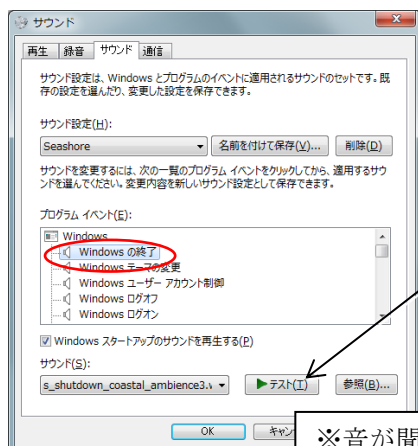 サウンド
再生 録音 サウンド 通信
サウンド設定は、Windows とプログラムのイベントに適用されるサウンドのセットです。既
存の設定を選んだり、変更した設定を保存できます。
サウンド設定(H):
Seashore 名前を付けて保存(V)... 削除(D)
サウンドを変更するには、次の一覧のプログラム イベントをクリックしてから、適用するサウ
ンドを選んでください。変更内容を新しいサウンド設定として保存できます。
プログラム イベント(E):
Windows
Windows の終了
Windows テーマの変更
Windows ユーザー アカウント制御
Windows ログオフ
Windows ログオン
Windows スタートアップのサウンドを再生する(P)
サウンド(S):
s_shutdown_coastal_ambience3.v テスト(T) 参照(B)...
OK キャン
※音が聞